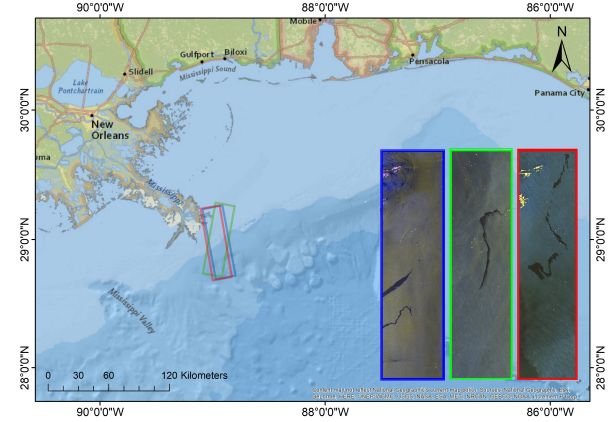 90°0'0"W
88°0'0"W
86°0'0"W
Mobile
N
Gulfport
Biloxi
Slidell
Mississippi Sound
Pensacola
Lake
Pontchartrain
Panama City
30°0'0"N
30°0'0"N
New
Orleans
uma
Mississippi
29°0'0"N
29°0'0"N
Mississippi Valley
28°0'0"N
28°0'0"N
0 30 60 120 Kilometers
90°0'0"W
88°0'0"W
86°0'0"W